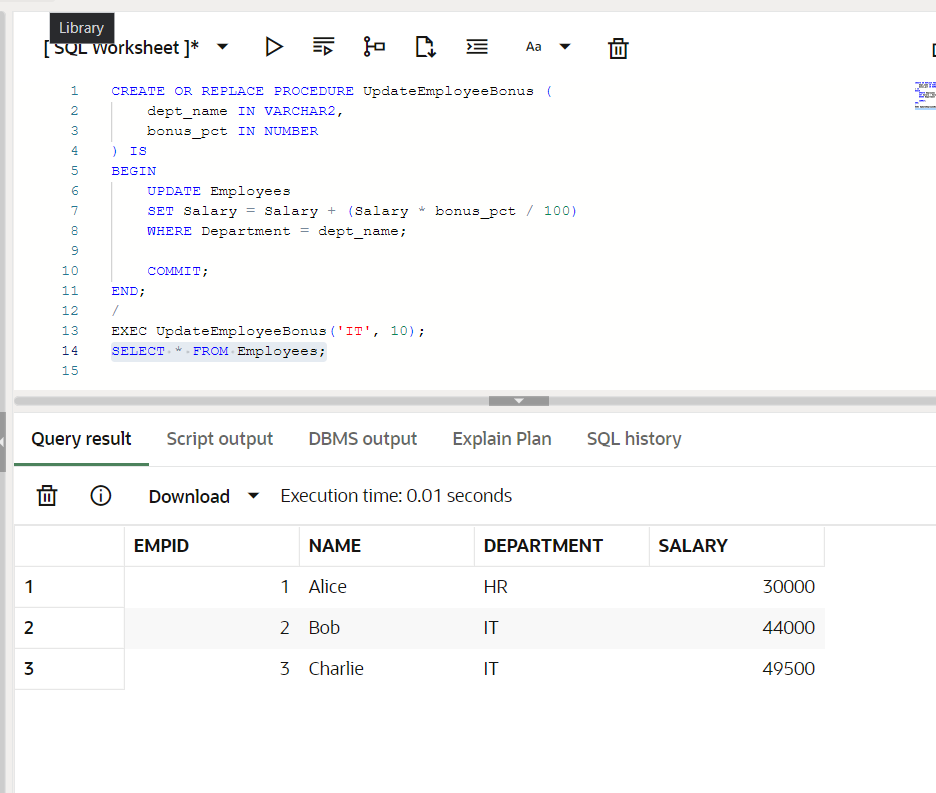 Library
[ SQL Worksheet ]*
Aa
1 CREATE OR REPLACE PROCEDURE UpdateEmployeeBonus (
2 dept_name IN VARCHAR2,
3 bonus_pct IN NUMBER
4 ) IS
5 BEGIN
6 UPDATE Employees
7 SET Salary = Salary + (Salary * bonus_pct / 100)
8 WHERE Department = dept_name;
9
10 COMMIT;
11 END;
12 /
13 EXEC UpdateEmployeeBonus('IT', 10);
14 SELECT * FROM Employees;
15
Query result Script output DBMS output Explain Plan SQL history
Download Execution time: 0.01 seconds
EMPID NAME DEPARTMENT SALARY
1 1 Alice HR 30000
2 2 Bob IT 44000
3 3 Charlie IT 49500